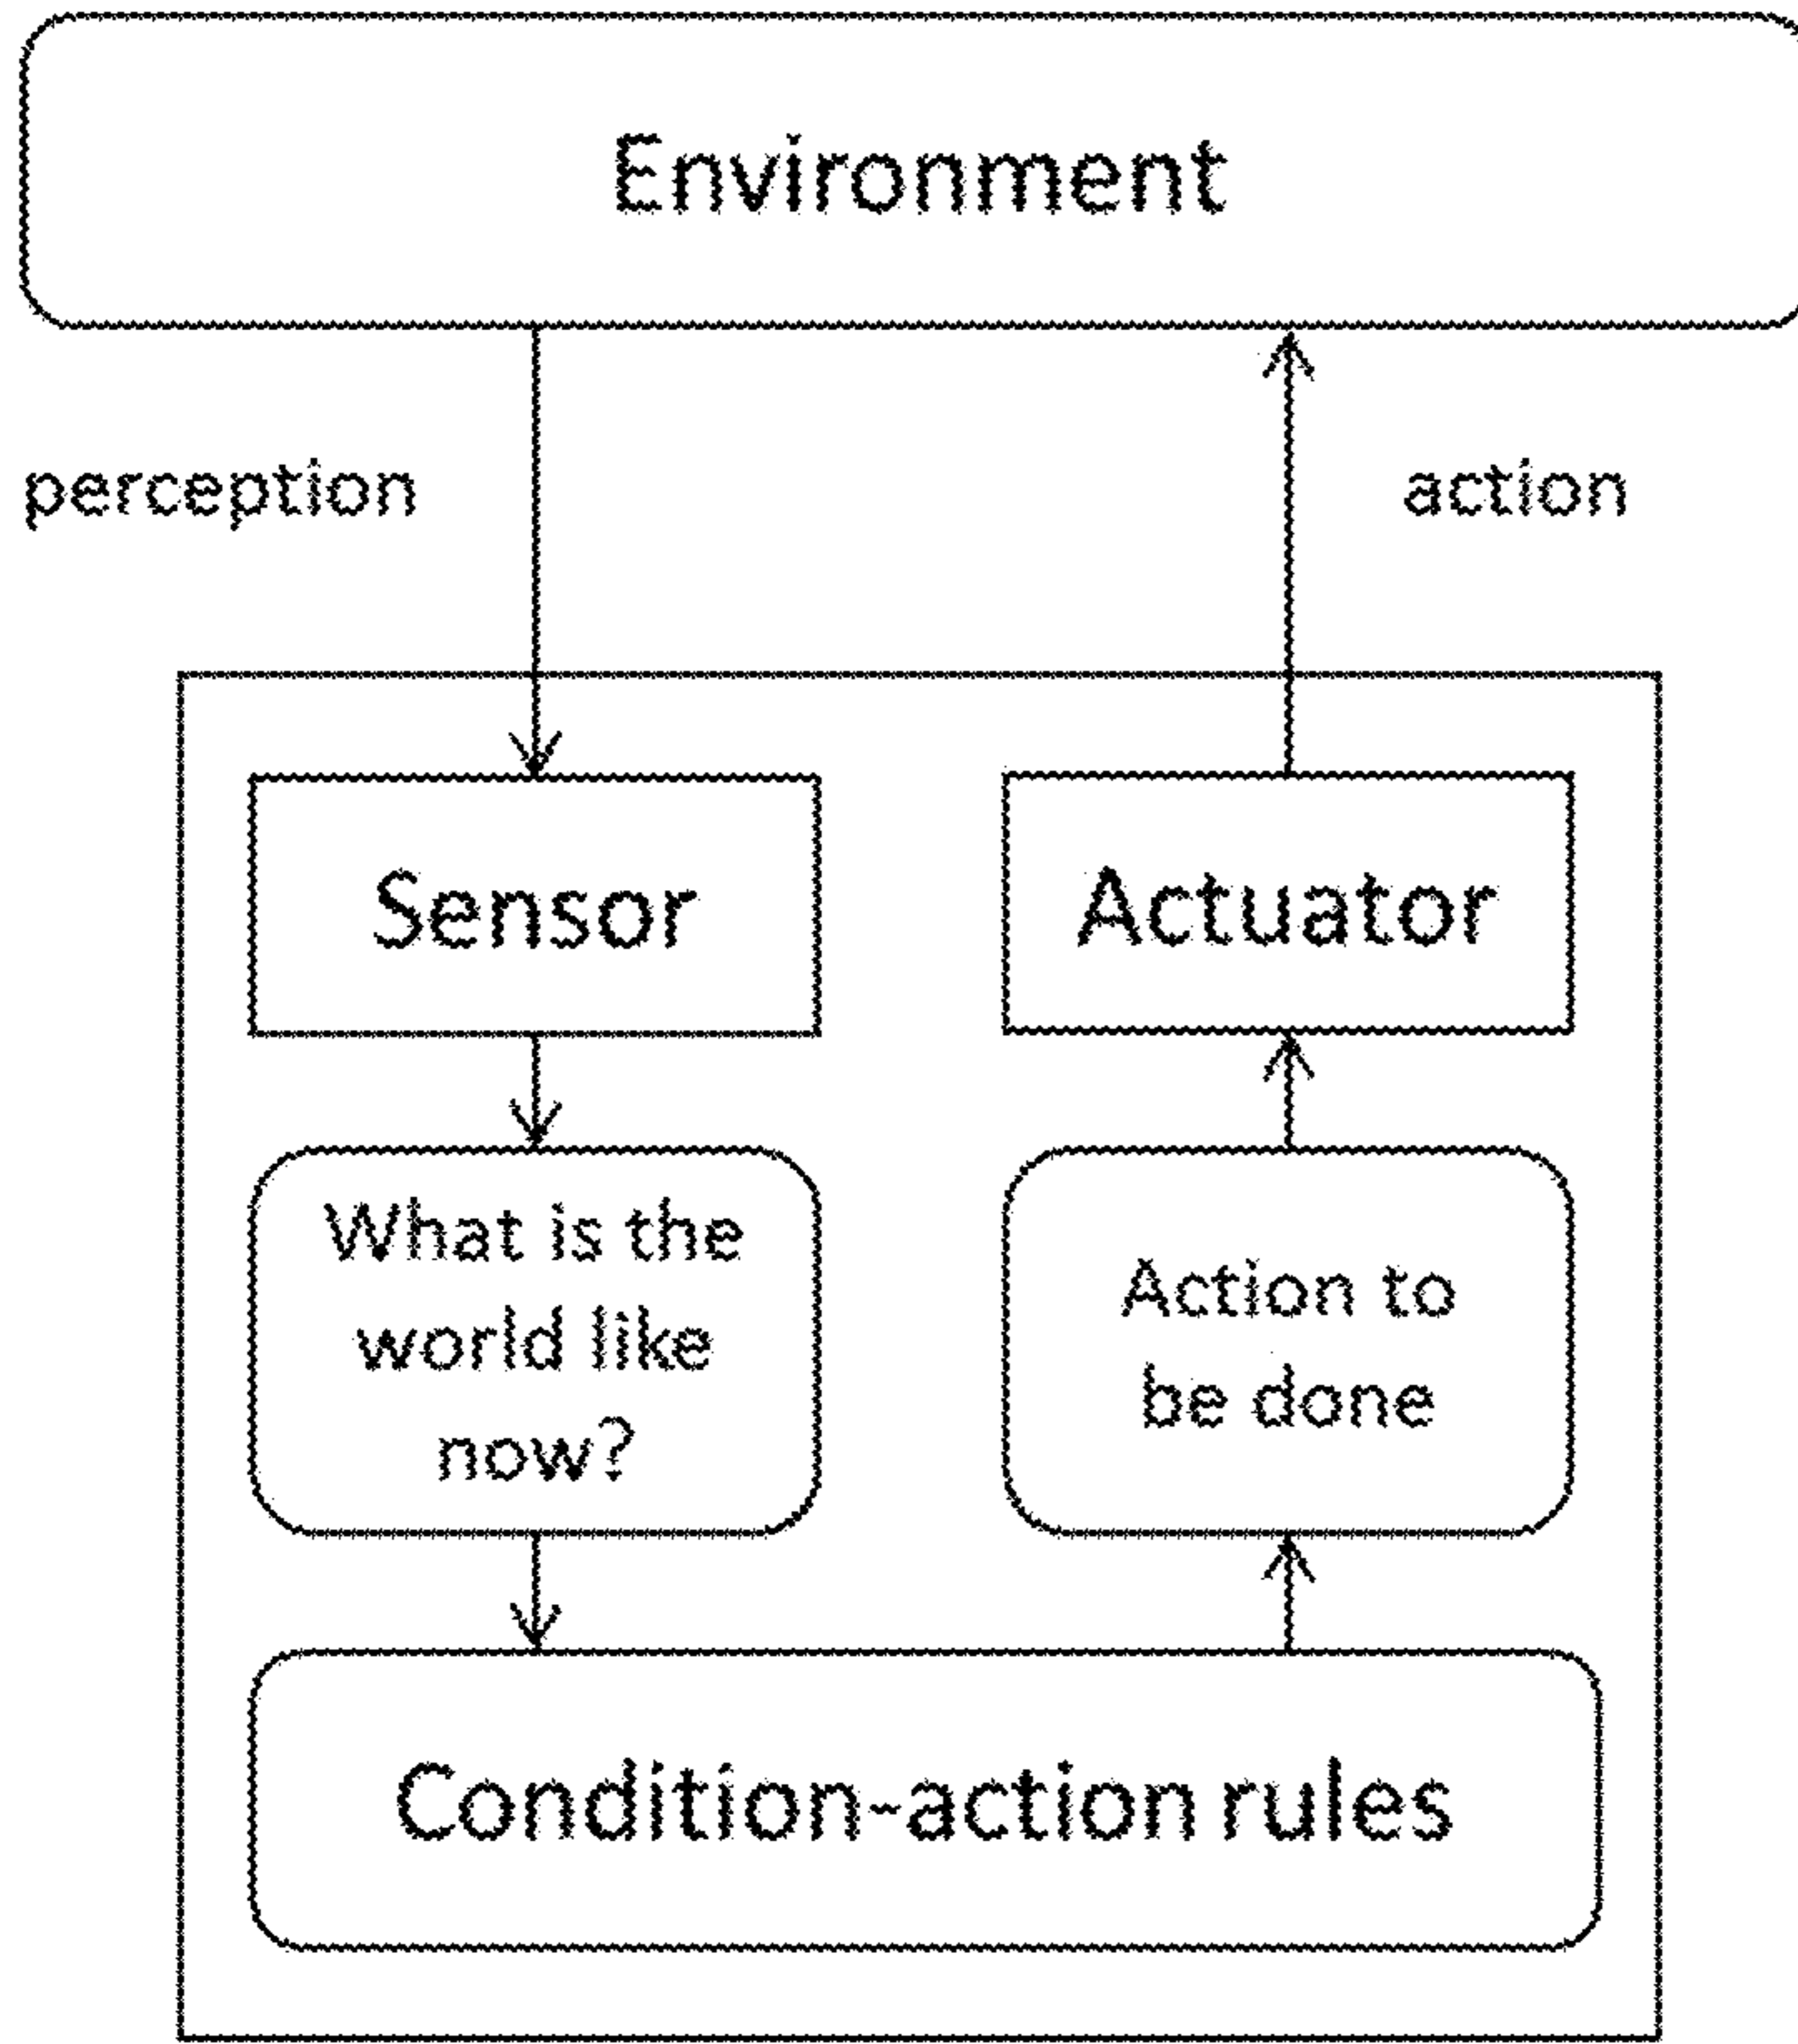 Environment
perception
action
Sensor
Actuator
What is the
world like
now?
Action to
be done
Condition-action rules